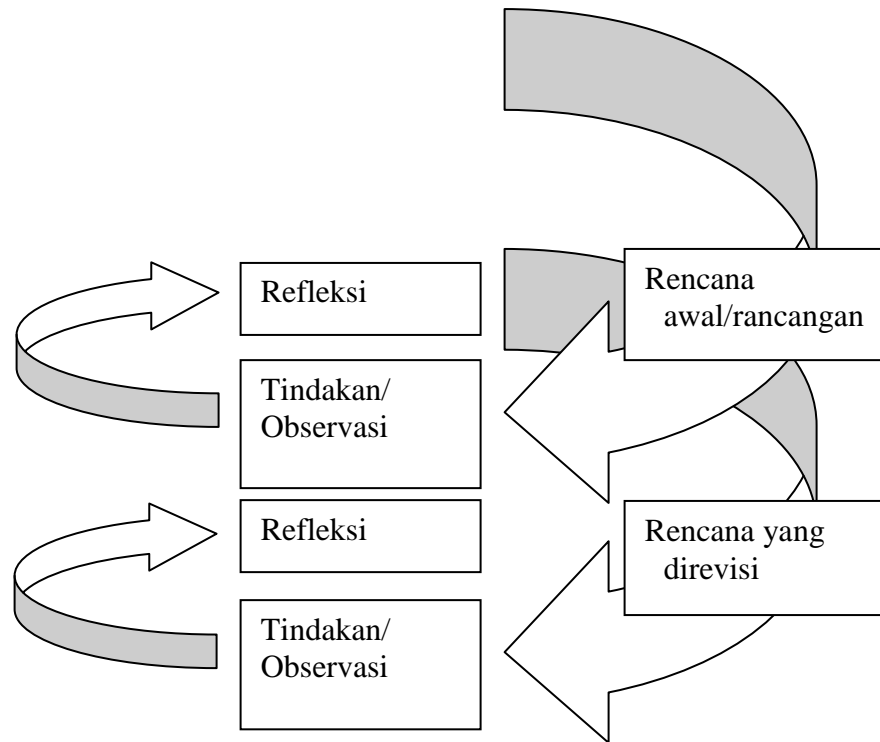 Refleksi
Rencana
awal/rancangan
Tindakan/
Observasi
Refleksi
Rencana yang
direvisi
Tindakan/
Observasi